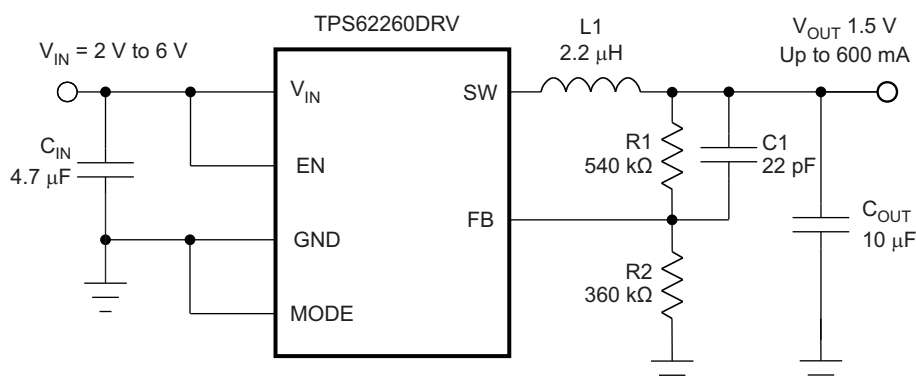 TPS62260DRV
V_IN = 2 V to 6 V
L1
2.2 μH
V_OUT 1.5 V
Up to 600 mA
V_IN
SW
C_IN
4.7 μF
EN
R1
540 kΩ
C1
22 pF
FB
GND
C_OUT
10 μF
R2
360 kΩ
MODE